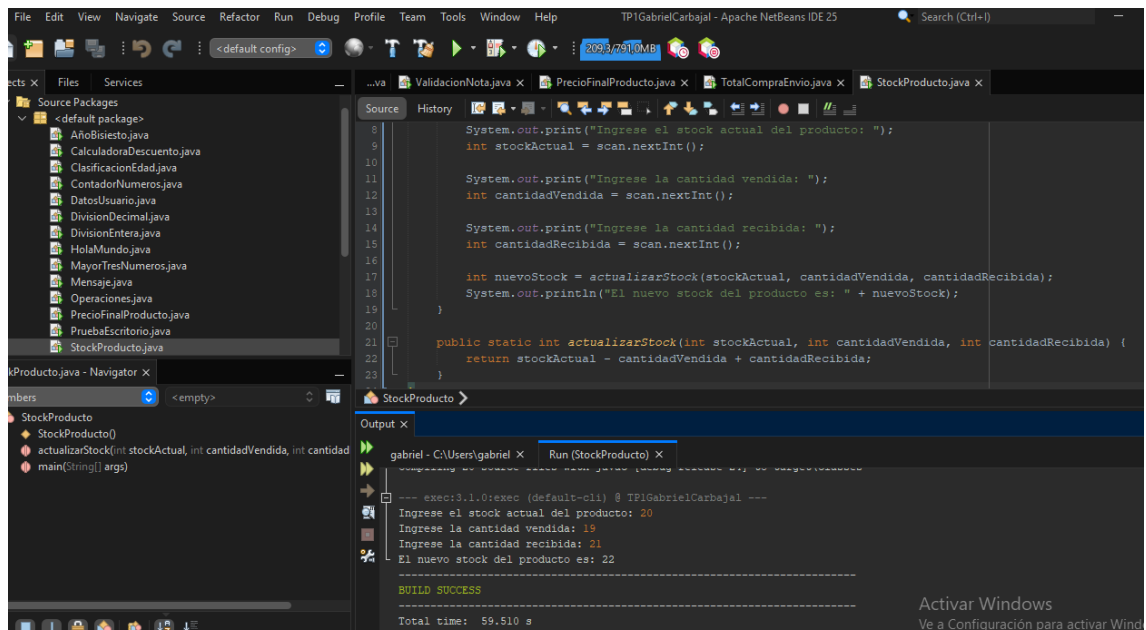 File Edit View Navigate Source Refactor Run Debug Profile Team Tools Window Help TP1GabrielCarbajal - Apache NetBeans IDE 25 Search (Ctrl+I)
<default config> 209,3/791,0MB
ects × Files Services
Source Packages
<default package>
AñoBisiesto.java
CalculadoraDescuento.java
ClasificacionEdad.java
ContadorNumeros.java
DatosUsuario.java
DivisionDecimal.java
DivisionEntera.java
HolaMundo.java
MayorTresNumeros.java
Mensaje.java
Operaciones.java
PrecioFinalProducto.java
PruebaEscritorio.java
StockProducto.java
kProducto.java - Navigator ×
mbers <empty>
StockProducto
StockProducto()
actualizarStock(int stockActual, int cantidadVendida, int cantidad
main(String[] args)
...va ValidacionNota.java × PrecioFinalProducto.java × TotalCompraEnvio.java × StockProducto.java ×
Source History
8 System.out.print("Ingrese el stock actual del producto: ");
9 int stockActual = scan.nextInt();
10
11 System.out.print("Ingrese la cantidad vendida: ");
12 int cantidadVendida = scan.nextInt();
13
14 System.out.print("Ingrese la cantidad recibida: ");
15 int cantidadRecibida = scan.nextInt();
16
17 int nuevoStock = actualizarStock(stockActual, cantidadVendida, cantidadRecibida);
18 System.out.println("El nuevo stock del producto es: " + nuevoStock);
19 }
20
21 public static int actualizarStock(int stockActual, int cantidadVendida, int cantidadRecibida) {
22 return stockActual - cantidadVendida + cantidadRecibida;
23 }
StockProducto
Output ×
gabriel - C:\Users\gabriel × Run (StockProducto) ×
--- exec:3.1.0:exec (default-cli) @ TP1GabrielCarbajal ---
Ingrese el stock actual del producto: 20
Ingrese la cantidad vendida: 19
Ingrese la cantidad recibida: 21
El nuevo stock del producto es: 22
------------------------------------------------------------------------
BUILD SUCCESS
------------------------------------------------------------------------
Total time: 59.510 s
Activar Windows
Ve a Configuración para activar Wind